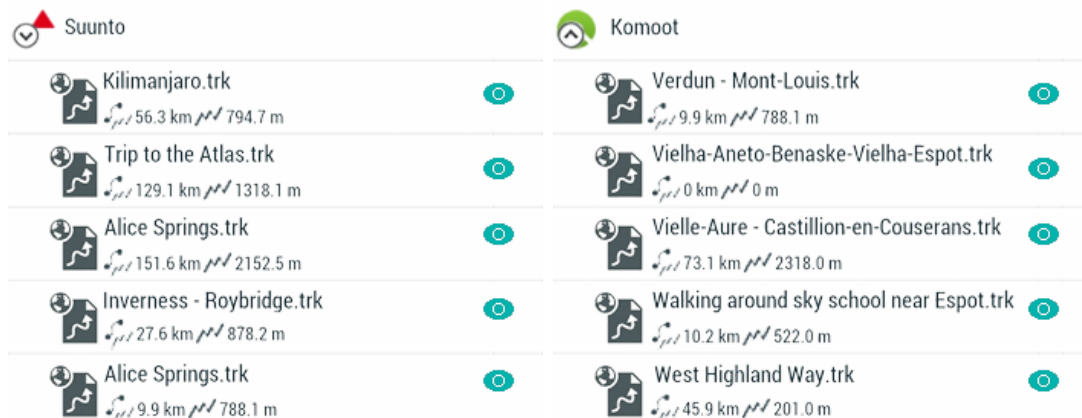 Suunto
Kilimanjaro.trk
56.3 km 794.7 m
Trip to the Atlas.trk
129.1 km 1318.1 m
Alice Springs.trk
151.6 km 2152.5 m
Inverness - Roybridge.trk
27.6 km 878.2 m
Alice Springs.trk
9.9 km 788.1 m
Komoot
Verdun - Mont-Louis.trk
9.9 km 788.1 m
Vielha-Aneto-Benaske-Vielha-Espot.trk
0 km 0 m
Vielle-Aure - Castillion-en-Couserans.trk
73.1 km 2318.0 m
Walking around sky school near Espot.trk
10.2 km 522.0 m
West Highland Way.trk
45.9 km 201.0 m